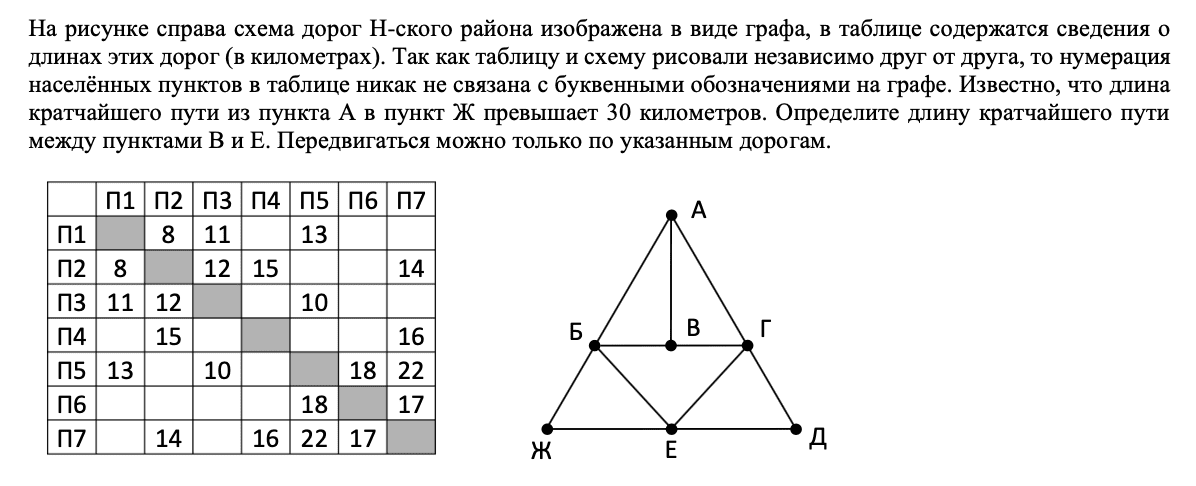 На рисунке справа схема дорог Н-ского района изображена в виде графа, в таблице содержатся сведения о
длинах этих дорог (в километрах). Так как таблицу и схему рисовали независимо друг от друга, то нумерация
населённых пунктов в таблице никак не связана с буквенными обозначениями на графе. Известно, что длина
кратчайшего пути из пункта А в пункт Ж превышает 30 километров. Определите длину кратчайшего пути
между пунктами В и Е. Передвигаться можно только по указанным дорогам.
П1 П2 П3 П4 П5 П6 П7
П1 8 11 13
П2 8 12 15 14
П3 11 12 10
П4 15 16
П5 13 10 18 22
П6 18 17
П7 14 16 22 17
А
Б В Г
Ж Е Д